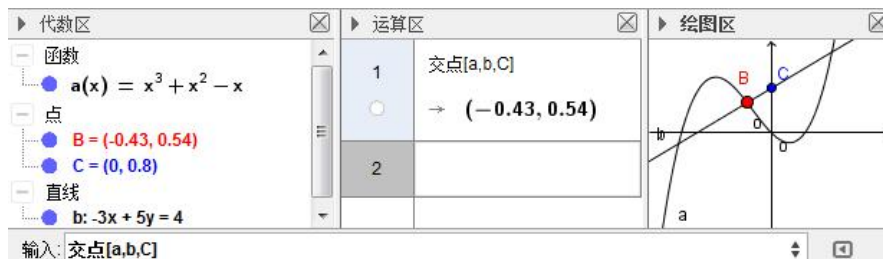 代数区
函数
a(x) = x³ + x² − x
点
B = (-0.43, 0.54)
C = (0, 0.8)
直线
b: -3x + 5y = 4
运算区
1
交点[a,b,C]
→ (−0.43, 0.54)
2
绘图区
B
C
b
0
0
a
输入: 交点[a,b,C]